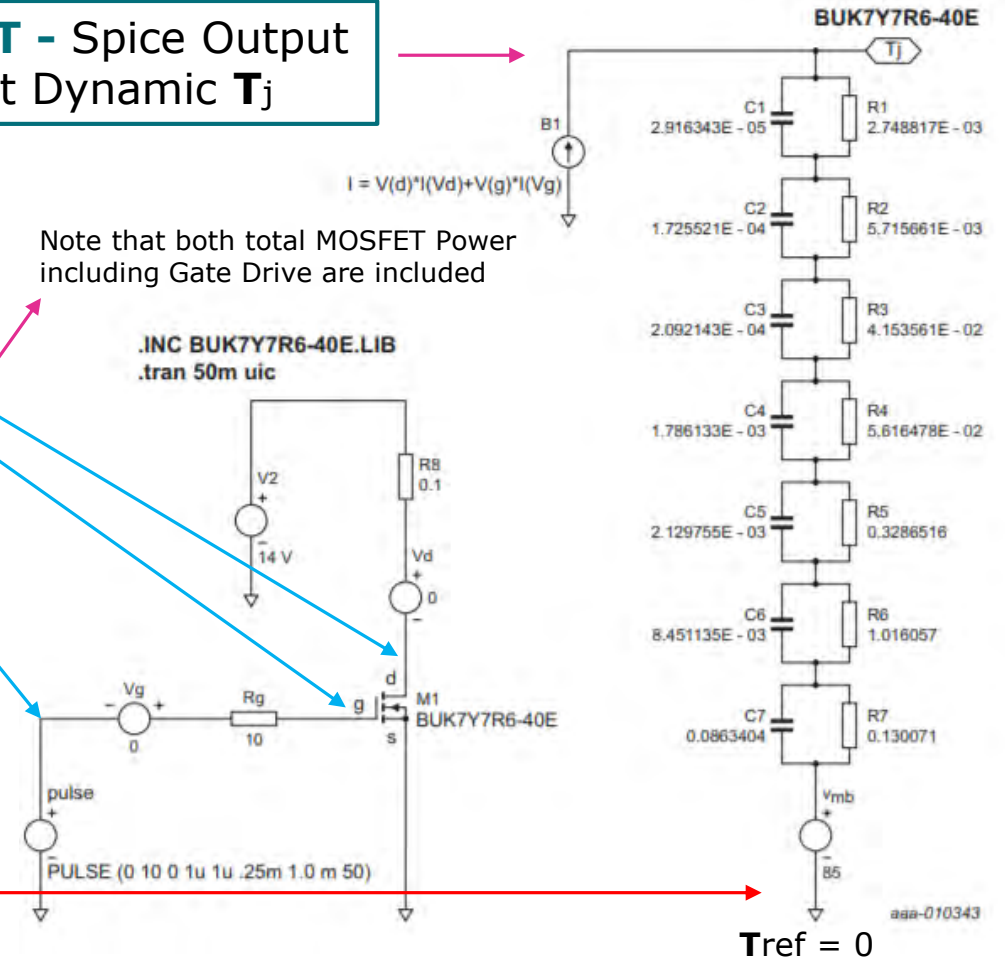 T - Spice Output
t Dynamic Tj
BUK7Y7R6-40E
Tj
B1
I = V(d)*I(Vd)+V(g)*I(Vg)
C1
2.916343E - 05
R1
2.748817E - 03
C2
1.725521E - 04
R2
5.715661E - 03
C3
2.092143E - 04
R3
4.153561E - 02
C4
1.786133E - 03
R4
5.616478E - 02
C5
2.129755E - 03
R5
0.3286516
C6
8.451135E - 03
R6
1.016057
C7
0.0863404
R7
0.130071
vmb
+
–
85
Note that both total MOSFET Power
including Gate Drive are included
.INC BUK7Y7R6-40E.LIB
.tran 50m uic
V2
+
–
14 V
R8
0.1
Vd
+
0
–
d
g
s
M1
BUK7Y7R6-40E
Vg
– +
0
Rg
10
pulse
+
–
PULSE (0 10 0 1u 1u .25m 1.0 m 50)
aaa-010343
Tref = 0